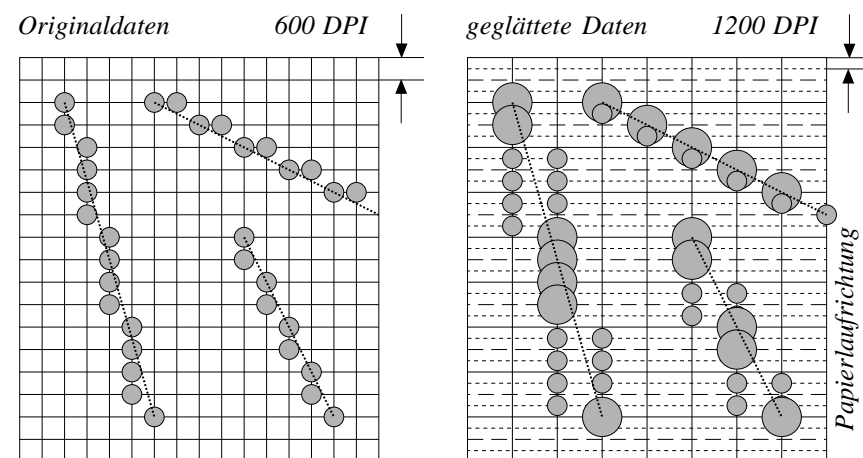 Originaldaten 600 DPI
geglättete Daten 1200 DPI
Papierlaufrichtung